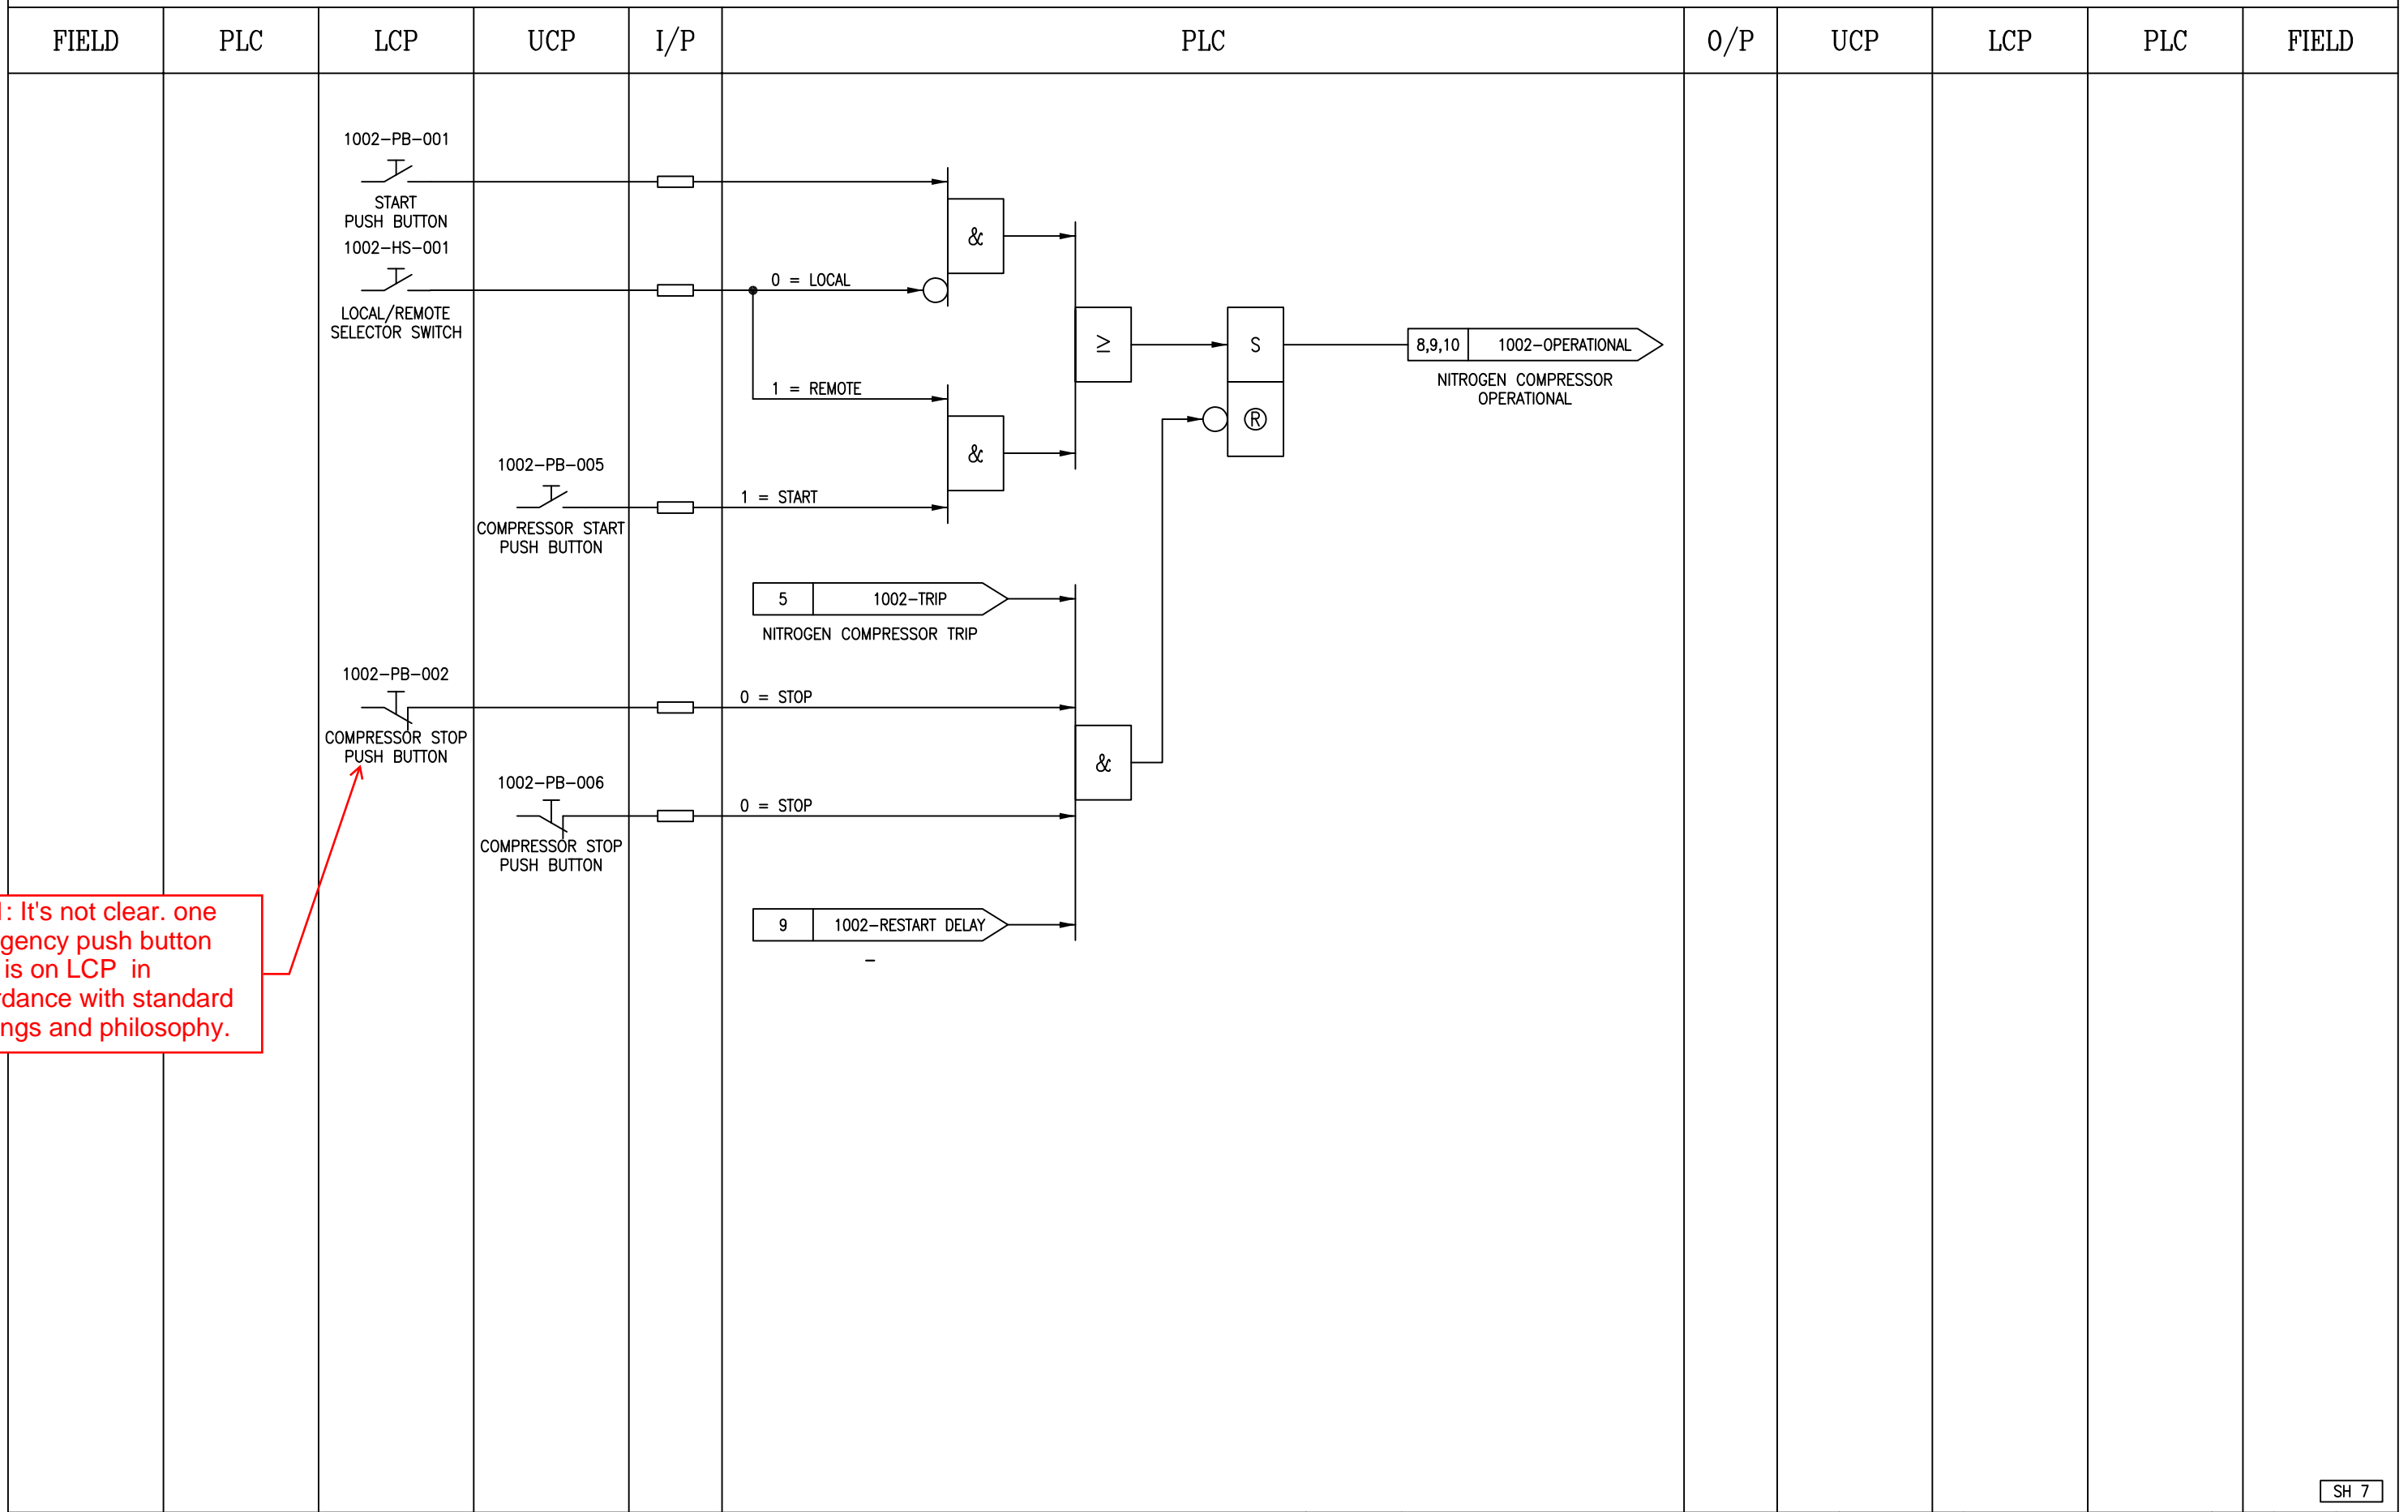 FIELD PLC LCP UCP I/P PLC O/P UCP LCP PLC FIELD
1002-PB-001
START
PUSH BUTTON
1002-HS-001
LOCAL/REMOTE
SELECTOR SWITCH
0 = LOCAL
&
1 = REMOTE
≥
S
8,9,10 1002-OPERATIONAL
NITROGEN COMPRESSOR
OPERATIONAL
®
&
1002-PB-005
COMPRESSOR START
PUSH BUTTON
1 = START
5 1002-TRIP
NITROGEN COMPRESSOR TRIP
1002-PB-002
COMPRESSOR STOP
PUSH BUTTON
0 = STOP
&
1002-PB-006
COMPRESSOR STOP
PUSH BUTTON
0 = STOP
9 1002-RESTART DELAY
-
: It's not clear. one
gency push button
is on LCP in
rdance with standard
ngs and philosophy.
SH 7